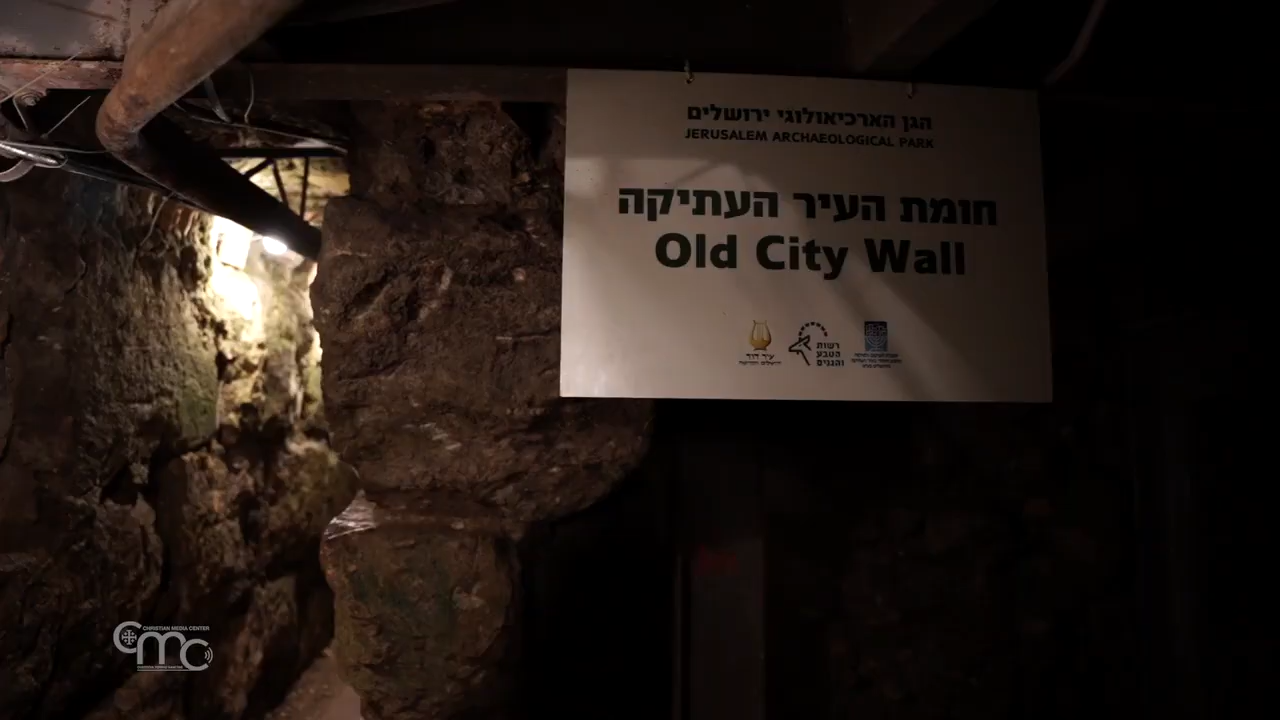 הגן הארכיאולוגי ירושלים
JERUSALEM ARCHAEOLOGICAL PARK
חומת העיר העתיקה
Old City Wall
עיר דוד
רשות
הטבע
והגנים
CHRISTIAN MEDIA CENTER
CMC